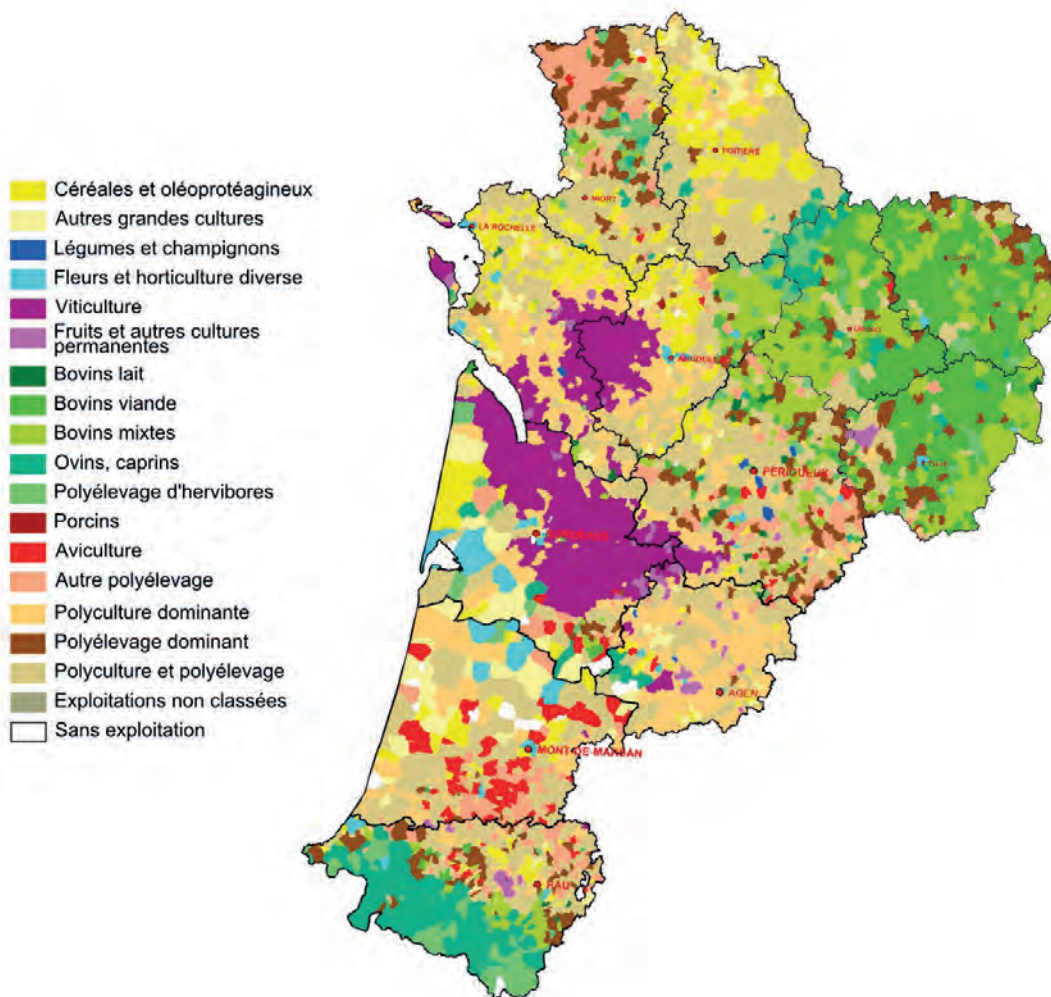 Céréales et oléoprotéagineux
Autres grandes cultures
Légumes et champignons
Fleurs et horticulture diverse
Viticulture
Fruits et autres cultures
permanentes
Bovins lait
Bovins viande
Bovins mixtes
Ovins, caprins
Polyélevage d'hervibores
Porcins
Aviculture
Autre polyélevage
Polyculture dominante
Polyélevage dominant
Polyculture et polyélevage
Exploitations non classées
Sans exploitation
POITIERS
NIORT
LA ROCHELLE
PÉRIGUEUX
BORDEAUX
AGEN
MONT-DE-MARSAN
PAU